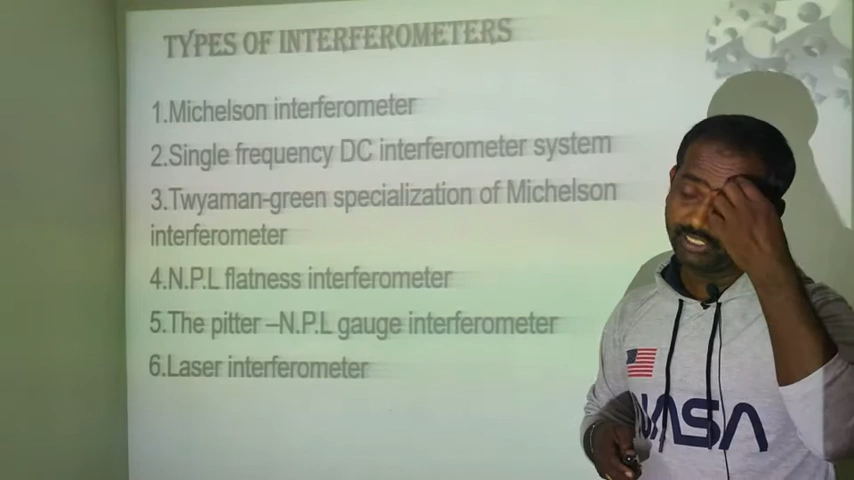 TYPES OF INTERFEROMETERS
1.Michelson interferometer
2.Single frequency DC interferometer system
3.Twyaman-green specialization of Michelson
interferometer
4.N.P.L flatness interferometer
5.The pitter –N.P.L gauge interferometer
6.Laser interferometer
NASA